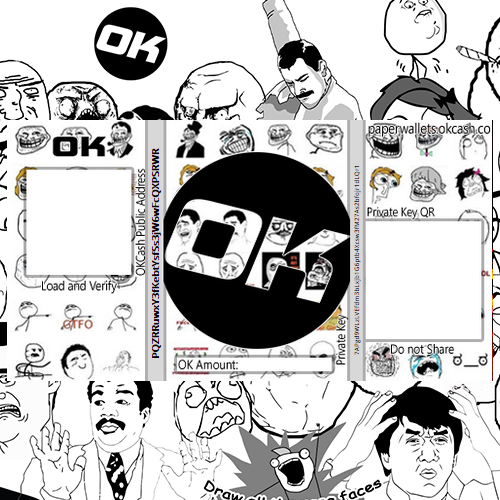 OK
paperwallets.okcash.co
OK
OKCash Public Address
PQZRRuwxY3fKebtYsfSs3jW6wFcQXPSRWR
Load and Verify
GTFO
OK
OK Amount:
Private Key
Private Key QR
Do not Share
faces